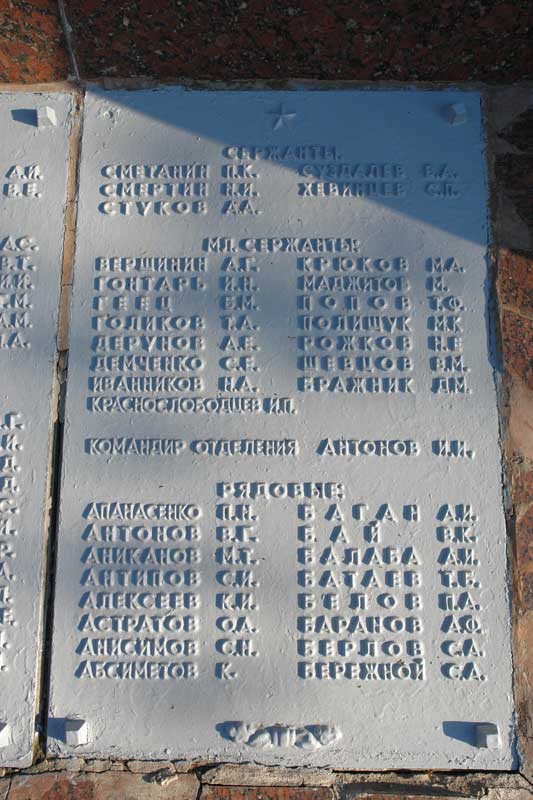 А.И.
В.Е.
А.С.
В.Т.
СЕРЖАНТЫ:
СМЕТАНИН П.К. СУЗДАЛЕВ В.А.
СМЕРТИН Н.И. ХЕВИНЦЕВ С.П.
СТУКОВ А.А.
МЛ. СЕРЖАНТЫ:
ВЕРШИНИН А.Г. КРЮКОВ М.А.
ГОНТАРЬ И.Н. МАДЖИТОВ М.
ГЕЕЦ Б.М. ПОПОВ Т.Ф.
ГОЛИКОВ Т.А. ПОЛИЩУК М.К
ДЕРУНОВ А.Е. РОЖКОВ Н.Е
ДЕМЧЕНКО С.Е. ШЕВЦОВ В.И.
ИВАННИКОВ Н.А. БРАЖНИК Д.М.
КРАСНОСЛОБОДЦЕВ И.П.
КОМАНДИР ОТДЕЛЕНИЯ АНТОНОВ И.И.
РЯДОВЫЕ:
АПАНАСЕНКО П.Н. БАГАН А.И.
АНТОНОВ В.Г. БАЙ В.К.
АНИКАНОВ М.Т. БАЛАБА А.И.
АНТИПОВ С.И. БАТАЕВ Т.Б.
АЛЕКСЕЕВ К.И. БЕЛОВ П.А.
АСТРАТОВ О.А. БАРАНОВ А.Ф.
АНИСИМОВ С.Н. БЕРЛОВ С.А.
АБСИМЕТОВ К. БЕРЕЖНОЙ С.А.